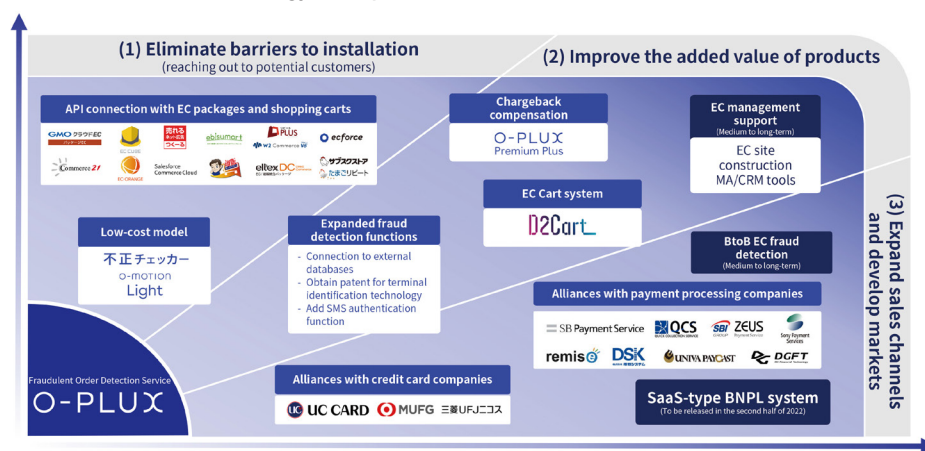 (1) Eliminate barriers to installation
(reaching out to potential customers)
(2) Improve the added value of products
(3) Expand sales channels
and develop markets
API connection with EC packages and shopping carts
GMO クラウドEC
EC-CUBE
売れる
ネット広告
つくーる
ebisumart
PLUS
W2 Commerce
ecforce
Commerce21
EC-ORANGE
Salesforce
Commerce Cloud
eltex DC
サブスクストア
たまごリピート
Chargeback
compensation
O-PLUX
Premium Plus
EC management
support
(Medium to long-term)
EC site
construction
MA/CRM tools
EC Cart system
D2Cart
Low-cost model
不正チェッカー
O-MOTION
Light
Expanded fraud
detection functions
- Connection to external
databases
- Obtain patent for terminal
identification technology
- Add SMS authentication
function
BtoB EC fraud
detection
(Medium to long-term)
Alliances with payment processing companies
SB Payment Service
QCS
SBI
GROUP
ZEUS
Sony Payment
Services
remise
DSK
UNIVA PAYCAST
DGFT
Fraudulent Order Detection Service
O-PLUX
Alliances with credit card companies
UC
UC CARD
MUFG
三菱UFJニコス
SaaS-type BNPL system
(To be released in the second half of 2022)